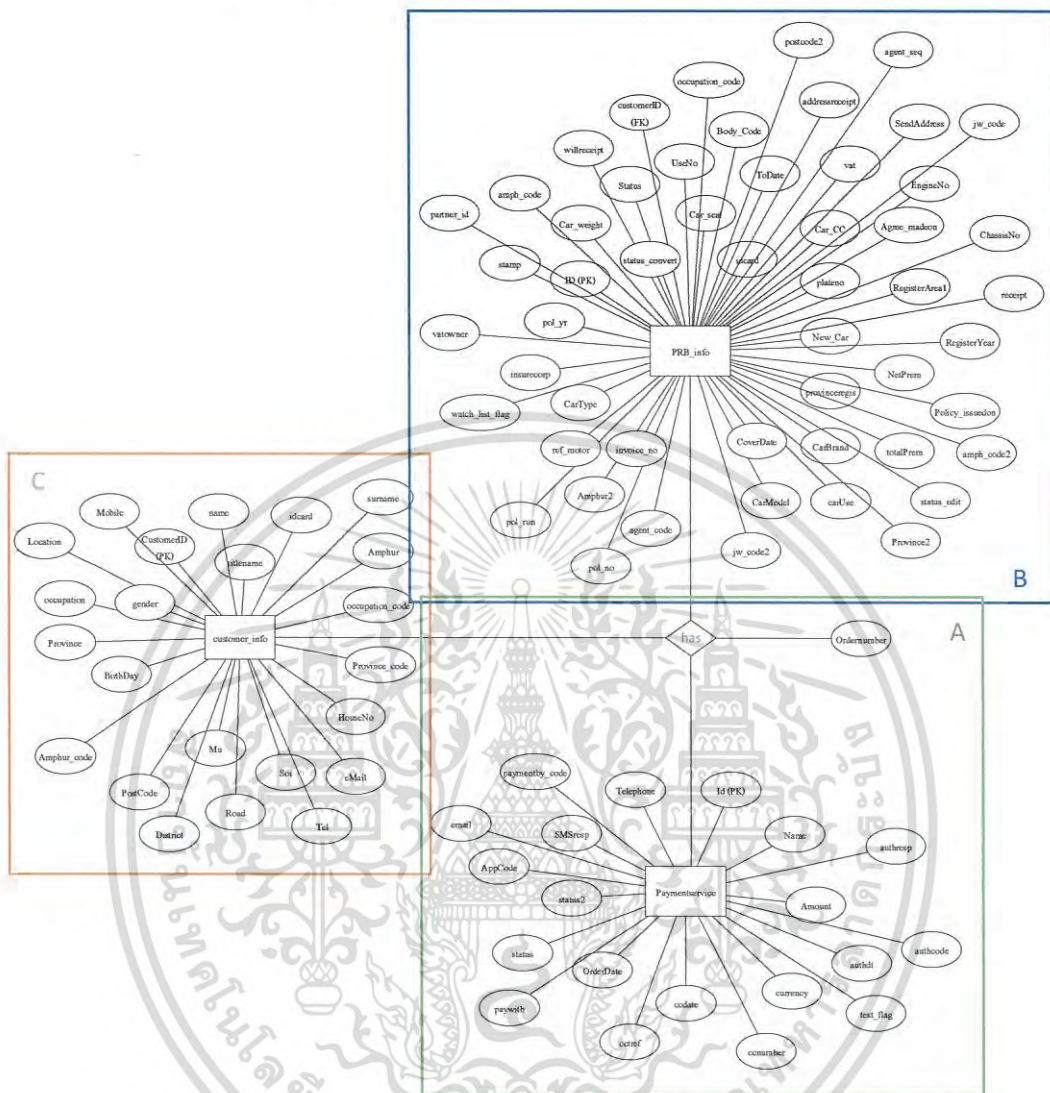 postcode2
agent_seq
occupation_code
customerID
(FK)
addressreceipt
SendAddress
jw_code
Body_Code
willreceipt
UseNo
vat
ToDate
EngineNo
Status
amph_code
partner_id
Car_weight
Car_seat
Car_CC
Agree_madeon
ChassisNo
stamp
status_convert
iscard
ID (PK)
plateno
RegisterArea1
receipt
pol_yr
vatowner
New_Car
RegisterYear
PRB_info
insurecorp
NetPrem
provinceregis
watch_list_flag
CarType
Policy_issuedon
ref_motor
invoice_no
CoverDate
CarBrand
totalPrem
amph_code2
Amphur2
CarModel
carUse
status_edit
pol_run
agent_code
Province2
jw_code2
pol_no
B
C
Mobile
name
idcard
surname
Location
CustomerID
(PK)
titlename
Amphur
occupation
gender
occupation_code
customer_info
Province
Province_code
BirthDay
HouseNo
Amphur_code
Mu
Soi
eMail
PostCode
Road
Tel
District
A
has
Ordernumber
paymentby_code
Telephone
Id (PK)
email
SMSresp
Name
authresp
AppCode
Paymentservice
status2
Amount
status
authcode
OrderDate
authdt
paywith
currency
test_flag
ccdate
ccnumber